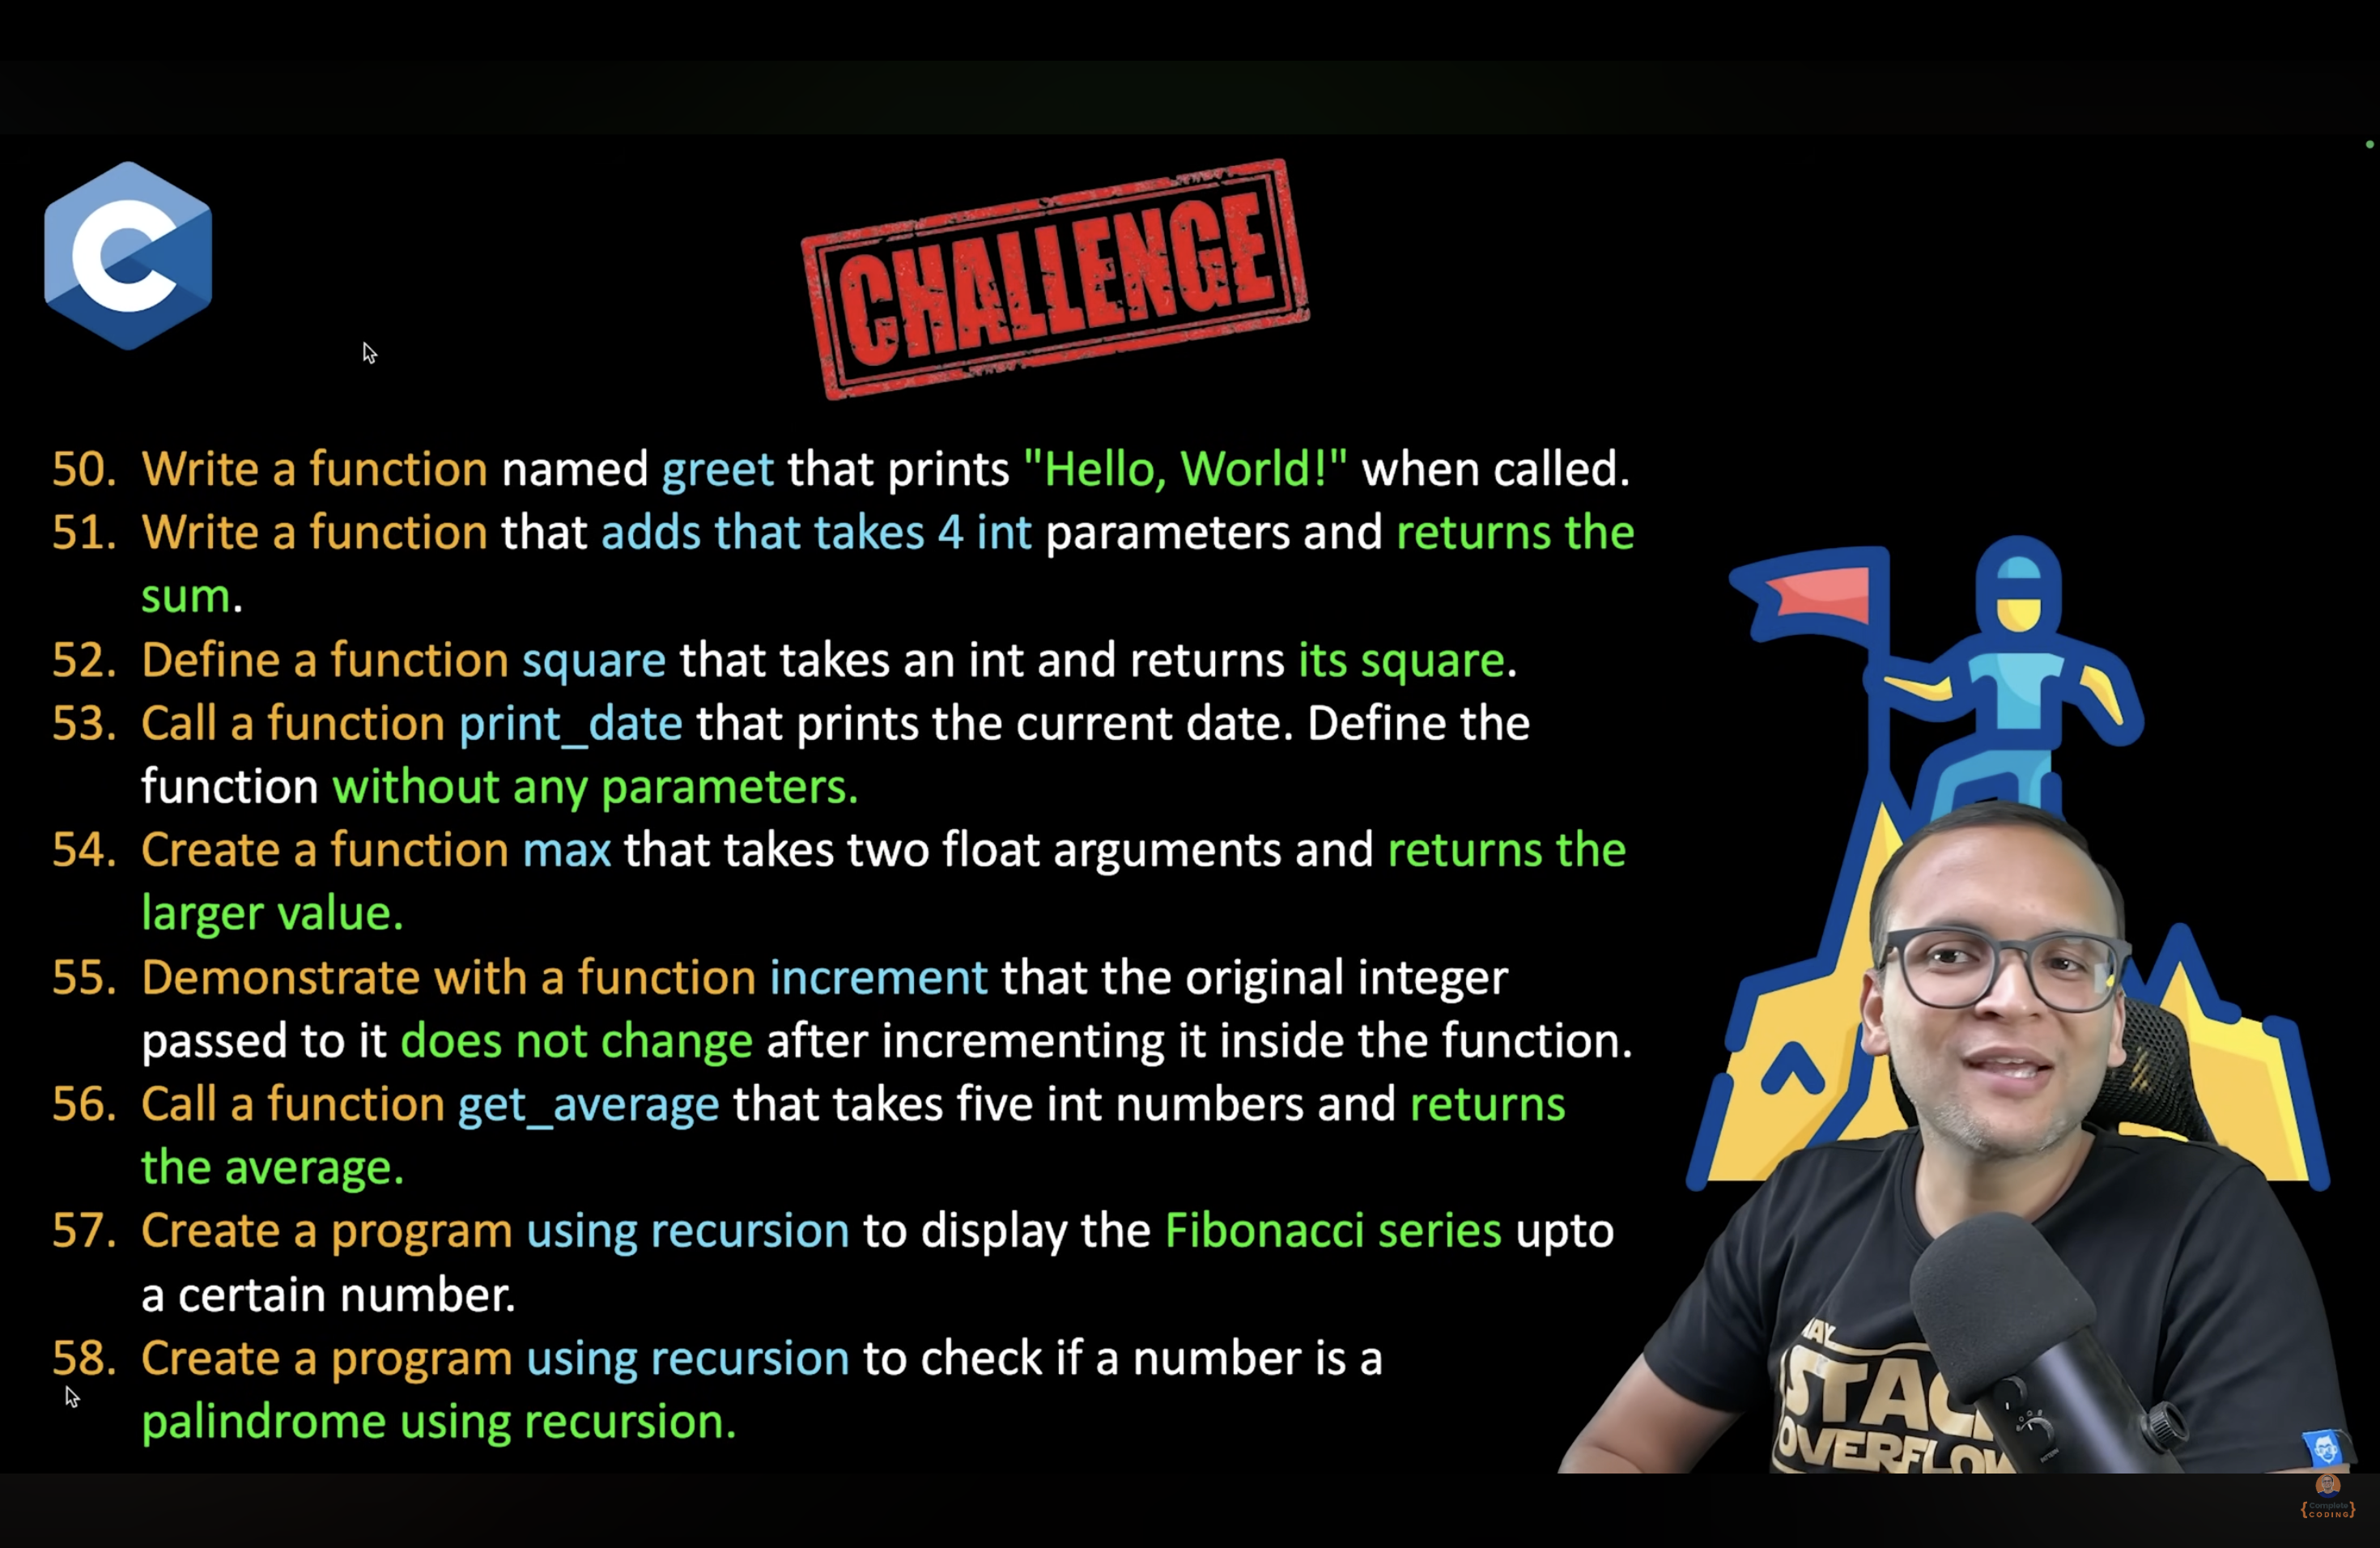 CHALLENGE
50. Write a function named greet that prints "Hello, World!" when called.
51. Write a function that adds that takes 4 int parameters and returns the
sum.
52. Define a function square that takes an int and returns its square.
53. Call a function print_date that prints the current date. Define the
function without any parameters.
54. Create a function max that takes two float arguments and returns the
larger value.
55. Demonstrate with a function increment that the original integer
passed to it does not change after incrementing it inside the function.
56. Call a function get_average that takes five int numbers and returns
the average.
57. Create a program using recursion to display the Fibonacci series upto
a certain number.
58. Create a program using recursion to check if a number is a
palindrome using recursion.
STAC
OVERFLOW
{Complete
CODING}